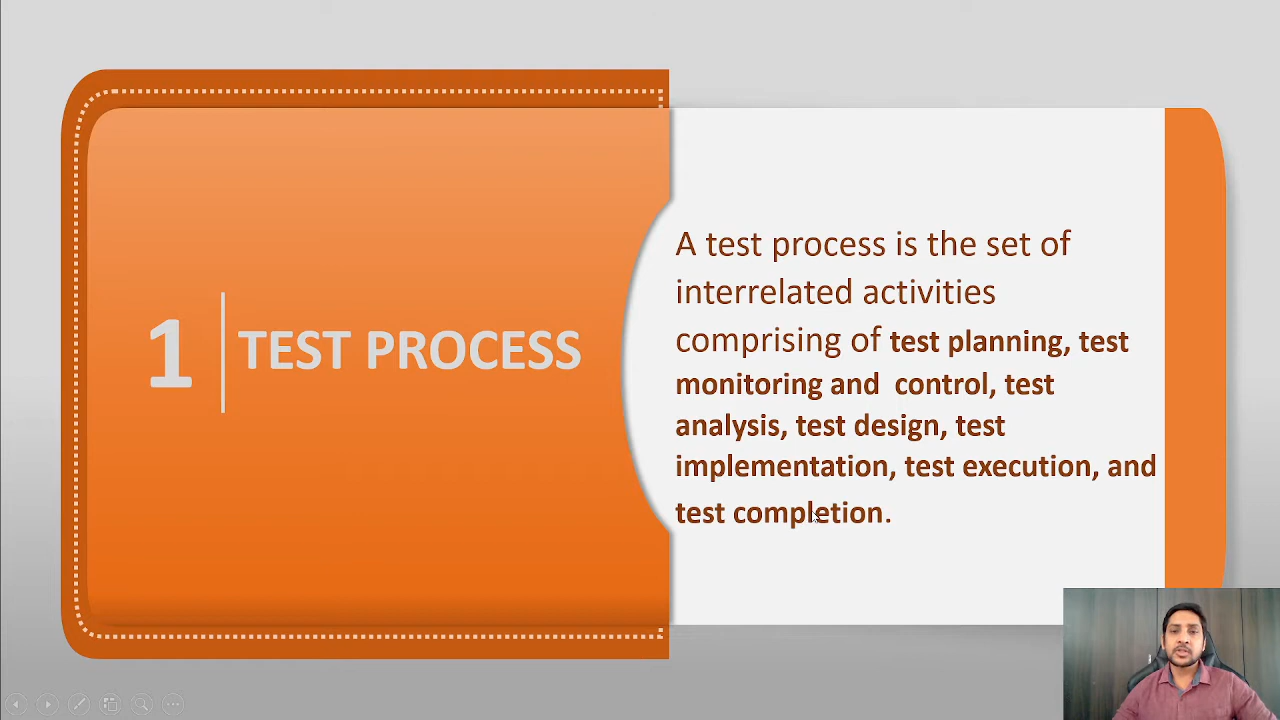 1
TEST PROCESS
A test process is the set of
interrelated activities
comprising of test planning, test
monitoring and  control, test
analysis, test design, test
implementation, test execution, and
test completion.